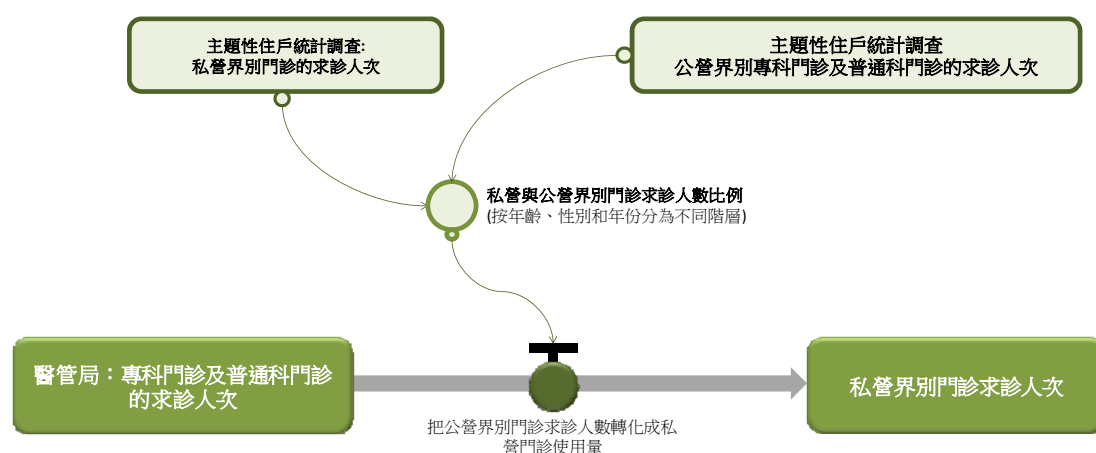 主題性住戶統計調查:
私營界別門診的求診人次
主題性住戶統計調查
公營界別專科門診及普通科門診的求診人次
私營與公營界別門診求診人數比例
(按年齡、性別和年份分為不同階層)
醫管局：專科門診及普通科門診
的求診人次
私營界別門診求診人次
把公營界別門診求診人數轉化成私
營門診使用量